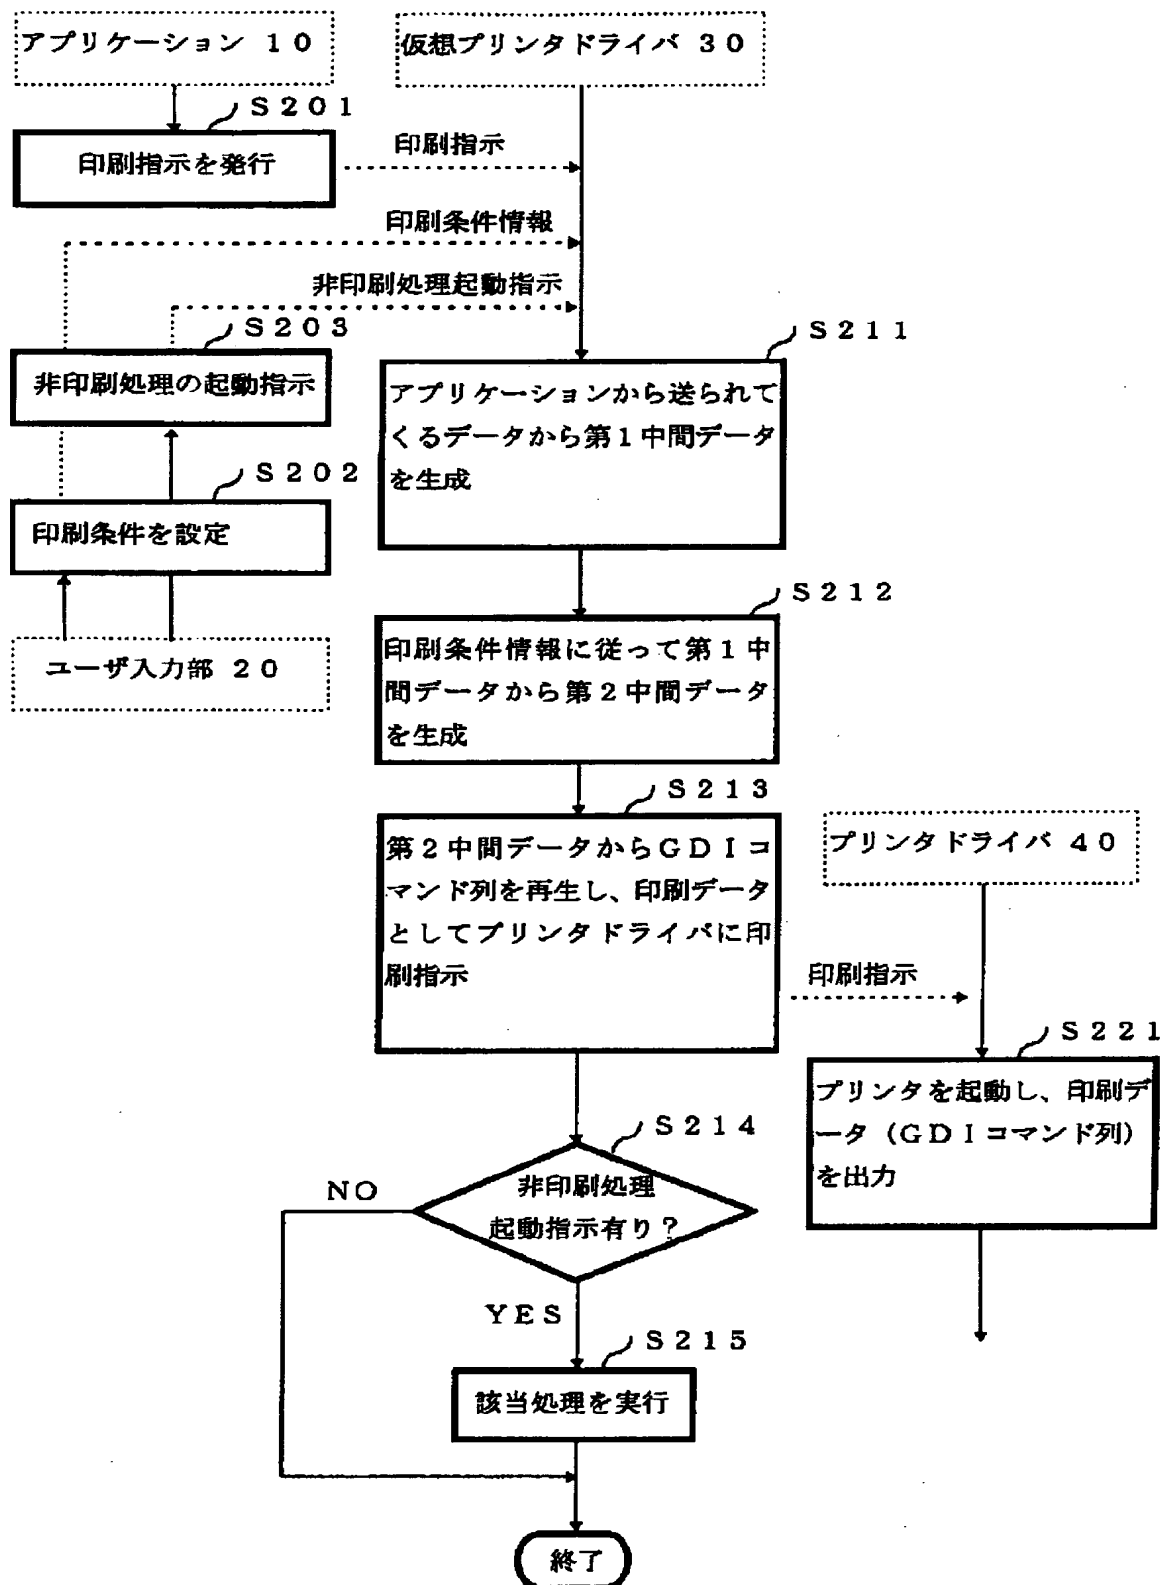 アプリケーション 10
仮想プリンタドライバ 30
S201
印刷指示を発行
印刷指示
印刷条件情報
非印刷処理起動指示
S203
非印刷処理の起動指示
S202
印刷条件を設定
ユーザ入力部 20
S211
アプリケーションから送られて
くるデータから第1中間データ
を生成
S212
印刷条件情報に従って第1中
間データから第2中間データ
を生成
S213
第2中間データからGDIコ
マンド列を再生し、印刷データ
としてプリンタドライバに印
刷指示
プリンタドライバ 40
印刷指示
S221
プリンタを起動し、印刷デ
ータ(GDIコマンド列)
を出力
S214
非印刷処理
起動指示有り?
NO
YES
S215
該当処理を実行
終了